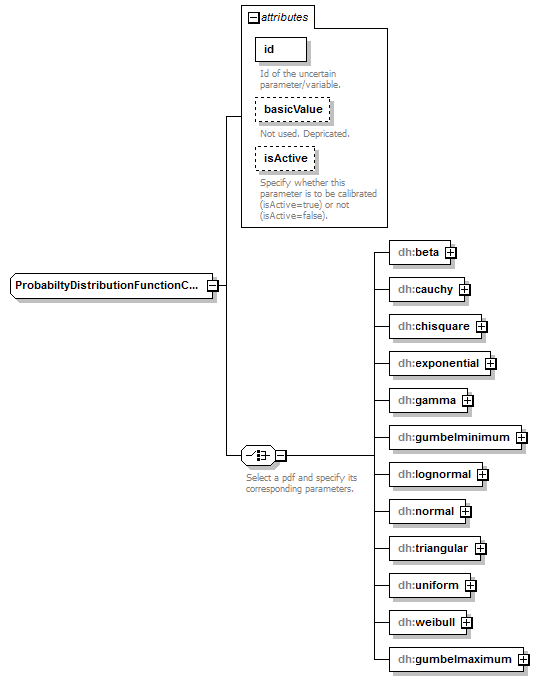 attributes
id
Id of the uncertain
parameter/variable.
basicValue
Not used. Depricated.
isActive
Specify whether this
parameter is to be calibrated
(isActive=true) or not
(isActive=false).
ProbabiltyDistributionFunctionC...
Select a pdf and specify its
corresponding parameters.
dh:beta
dh:cauchy
dh:chisquare
dh:exponential
dh:gamma
dh:gumbelminimum
dh:lognormal
dh:normal
dh:triangular
dh:uniform
dh:weibull
dh:gumbelmaximum